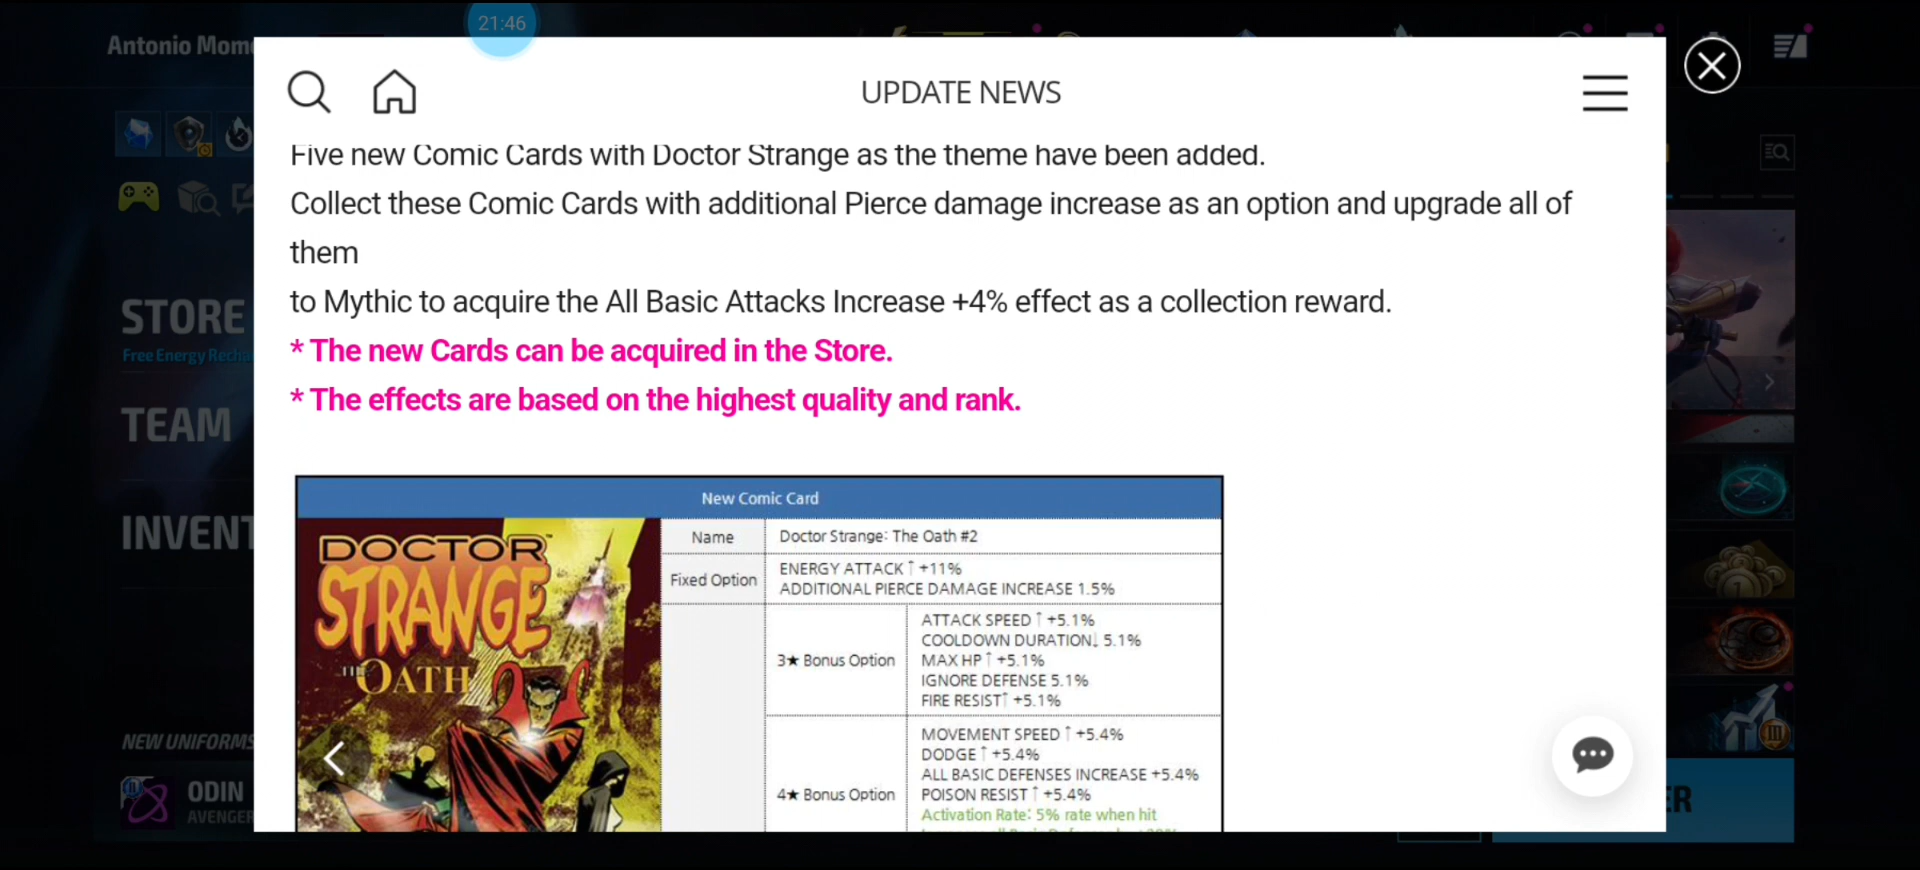 21:46
Antonio Mom
UPDATE NEWS
Five new Comic Cards with Doctor Strange as the theme have been added.
Collect these Comic Cards with additional Pierce damage increase as an option and upgrade all of
them
to Mythic to acquire the All Basic Attacks Increase +4% effect as a collection reward.
* The new Cards can be acquired in the Store.
* The effects are based on the highest quality and rank.
STORE
Free Energy Recha
TEAM
INVENT
NEW UNIFORMS
ODIN
AVENGER
New Comic Card
DOCTOR
STRANGE
THE OATH
Name
Doctor Strange: The Oath #2
Fixed Option
ENERGY ATTACK↑ +11%
ADDITIONAL PIERCE DAMAGE INCREASE 1.5%
3★ Bonus Option
ATTACK SPEED↑ +5.1%
COOLDOWN DURATION↓ 5.1%
MAX HP↑ +5.1%
IGNORE DEFENSE 5.1%
FIRE RESIST↑ +5.1%
4★ Bonus Option
MOVEMENT SPEED↑ +5.4%
DODGE↑ +5.4%
ALL BASIC DEFENSES INCREASE +5.4%
POISON RESIST↑ +5.4%
Activation Rate: 5% rate when hit
ER